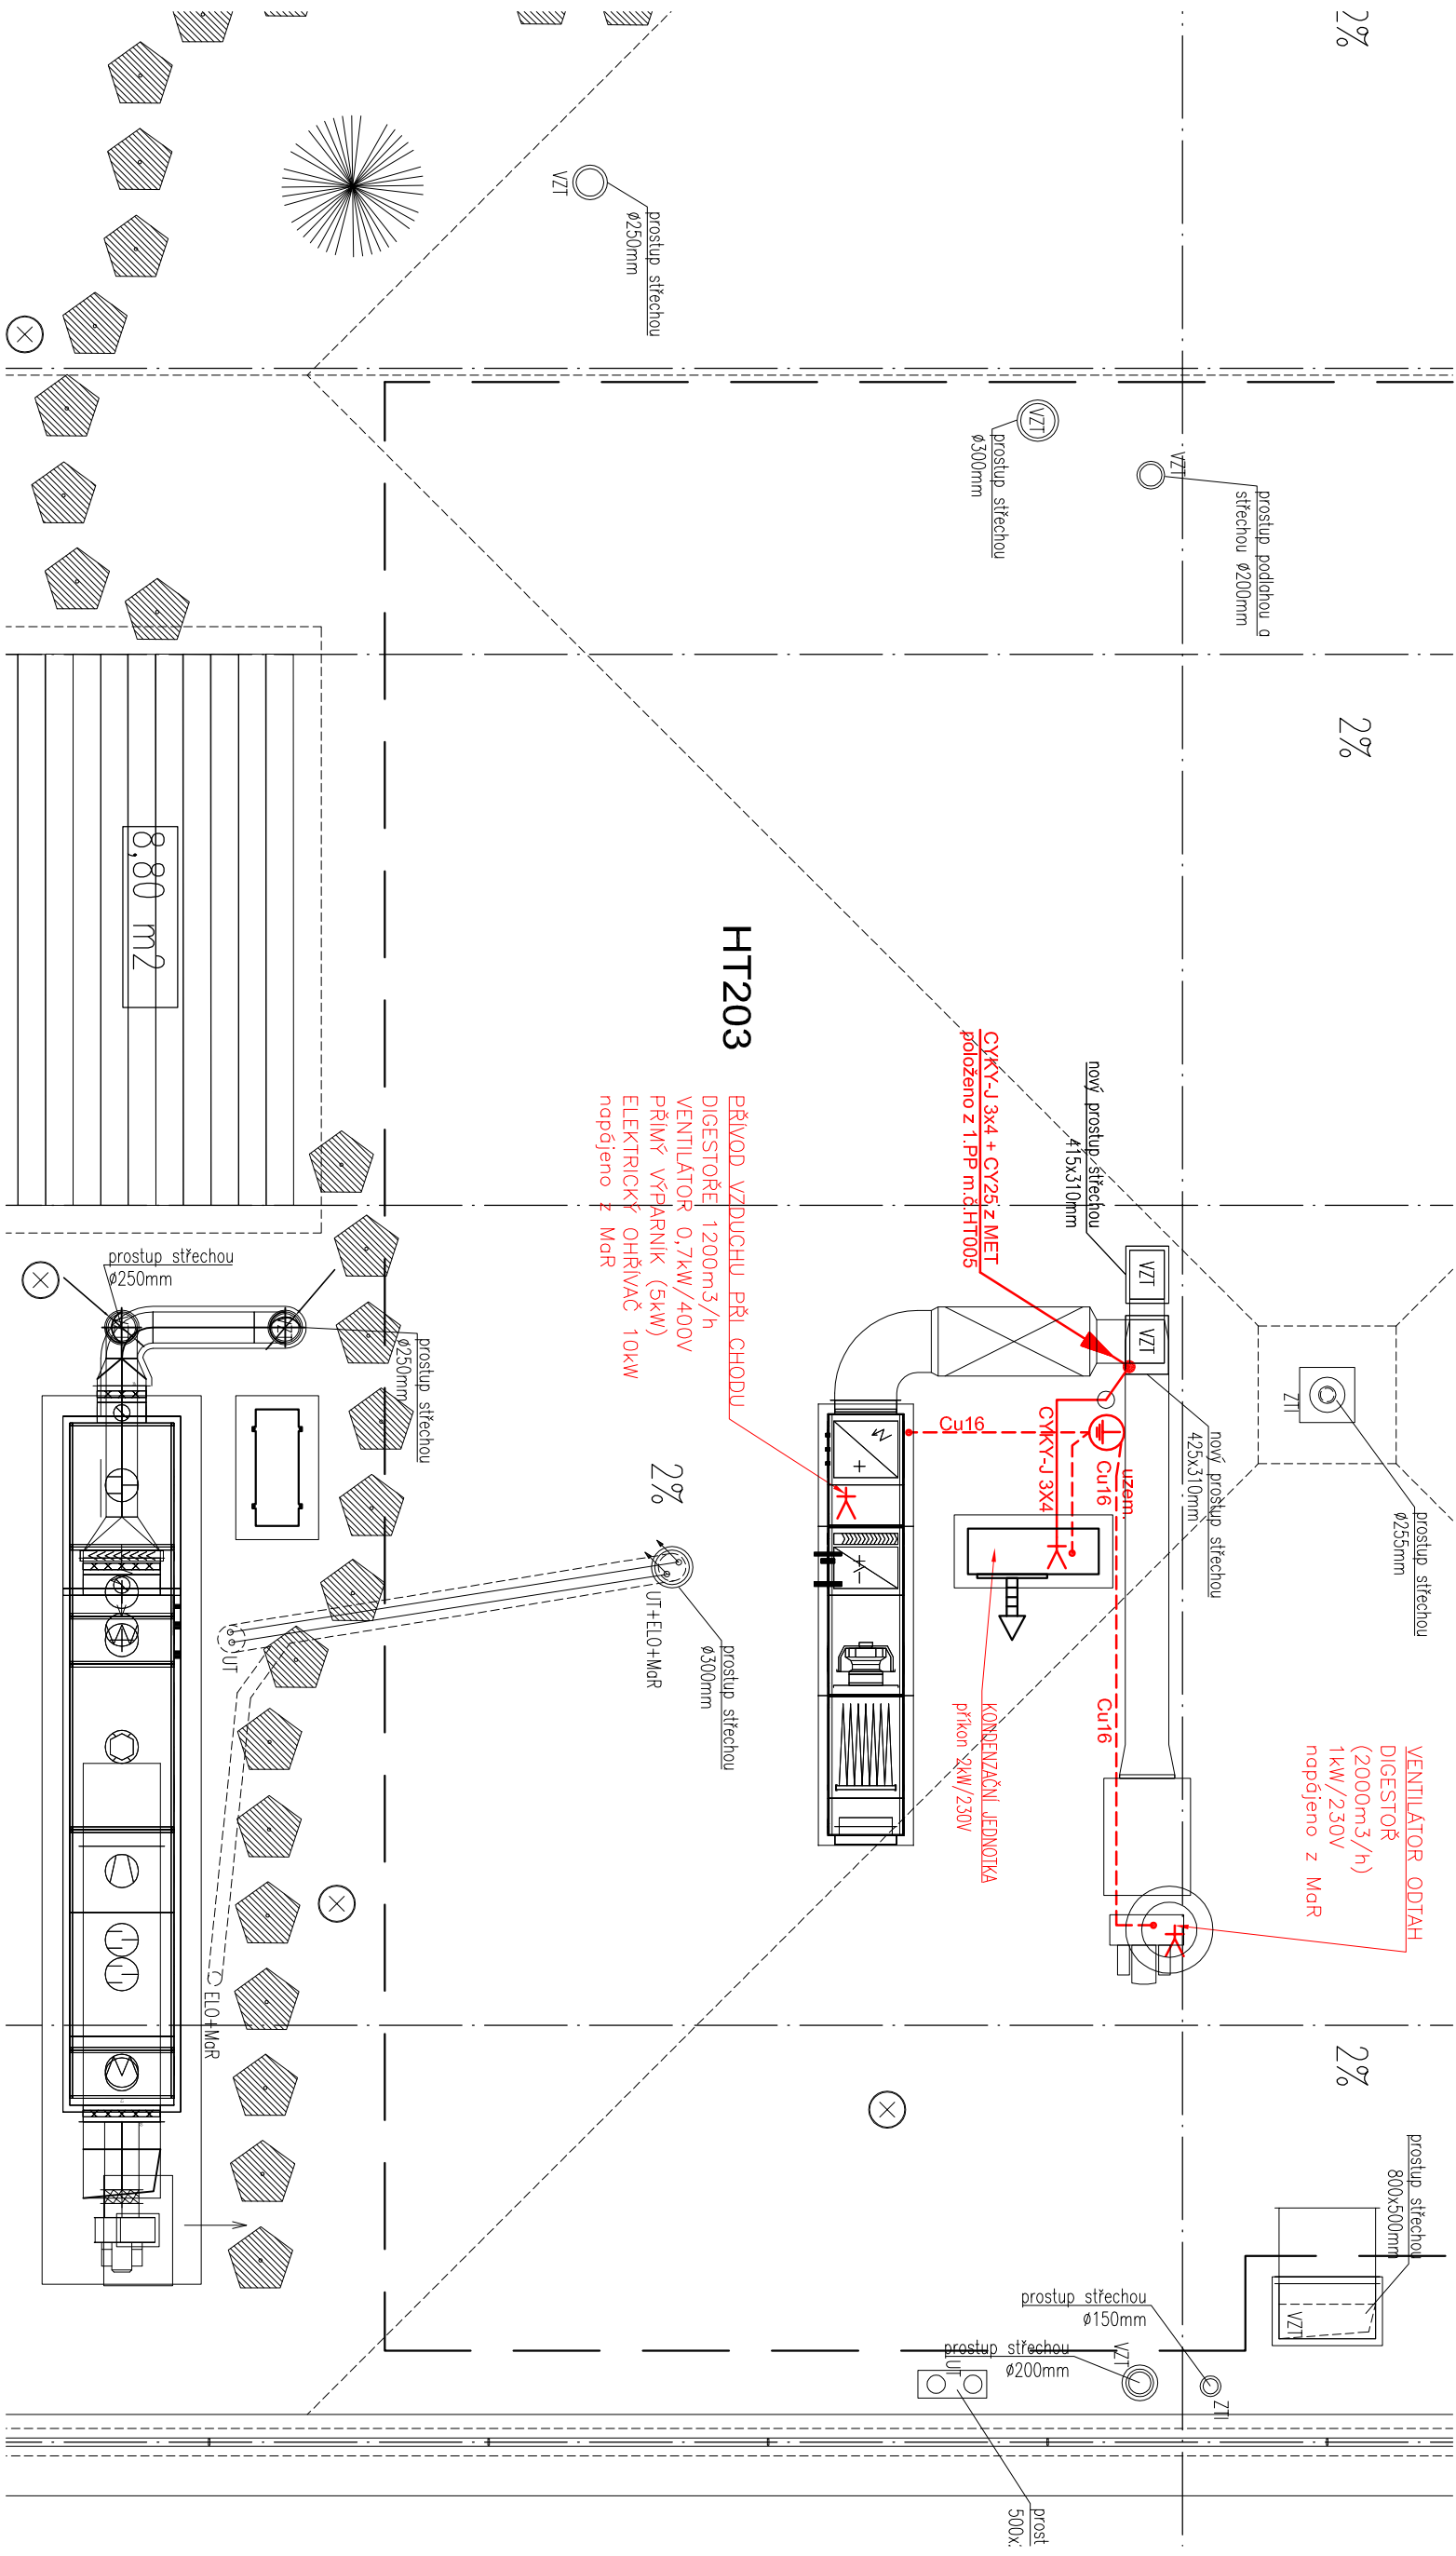 2%
VZT
prostup střechou
ø250mm
VZT
prostup střechou
ø300mm
VZT
prostup podlahou a
střechou ø200mm
2%
8,80 m2
HT203
CYKY-J 3x4 + CY25 z MET
položeno z 1.PP m.č.HT005
nový prostup střechou
415x310mm
PŘÍVOD VZDUCHU PŘI CHODU
DIGESTOŘE 1200m3/h
VENTILÁTOR 0,7kW/400V
PŘÍMÝ VÝPARNÍK (5kW)
ELEKTRICKÝ OHŘÍVAČ 10kW
napájeno z MaR
VZT
VZT
prostup střechou
ø250mm
prostup střechou
ø250mm
ZTI
prostup střechou
ø255mm
nový prostup střechou
425x310mm
Cu16
CYKY-J 3X4
uzem.
Cu16
2%
UT+ELO+MaR
prostup střechou
ø300mm
UT
KONDENZAČNÍ JEDNOTKA
příkon 2kW/230V
Cu16
VENTILÁTOR ODTAH
DIGESTOŘ
(2000m3/h)
1kW/230V
napájeno z MaR
ELO+MaR
2%
prostup střechou
800x500mm
VZT
prostup střechou
ø150mm
prostup střechou
ø200mm
VZT
UT
ZTI
prost
500x